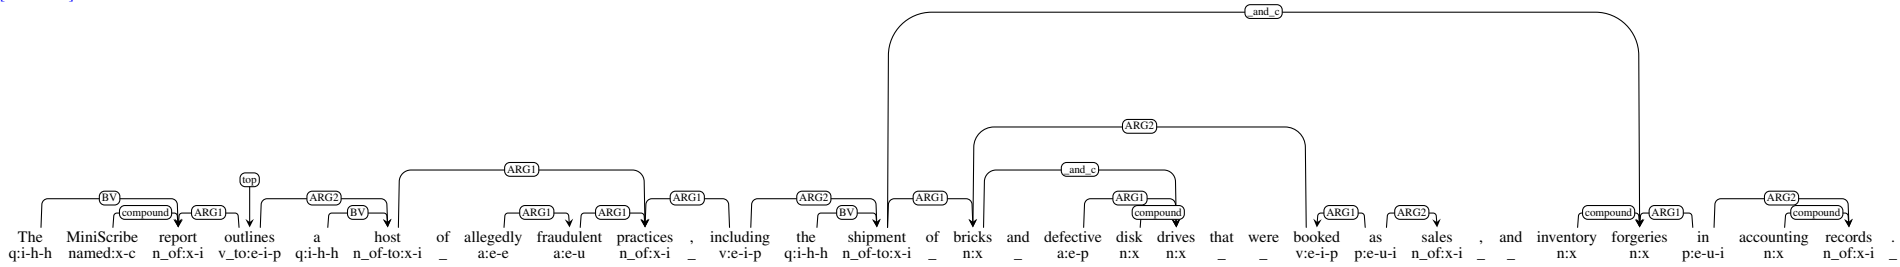 _and_c
ARG2
ARG1 _and_c
top
BV ARG2 ARG1 ARG2 ARG1 ARG1 ARG2
compound ARG1 BV ARG1 ARG1 BV compound ARG1 ARG2 compound ARG1 compound
The MiniScribe report outlines a host of allegedly fraudulent practices , including the shipment of bricks and defective disk drives that were booked as sales , and inventory forgeries in accounting records .
q:i-h-h named:x-c n_of:x-i v_to:e-i-p q:i-h-h n_of-to:x-i _ a:e-e a:e-u n_of:x-i _ v:e-i-p q:i-h-h n_of-to:x-i _ n:x _ a:e-p n:x n:x _ _ v:e-i-p p:e-u-i n_of:x-i _ _ n:x n:x p:e-u-i n:x n_of:x-i _